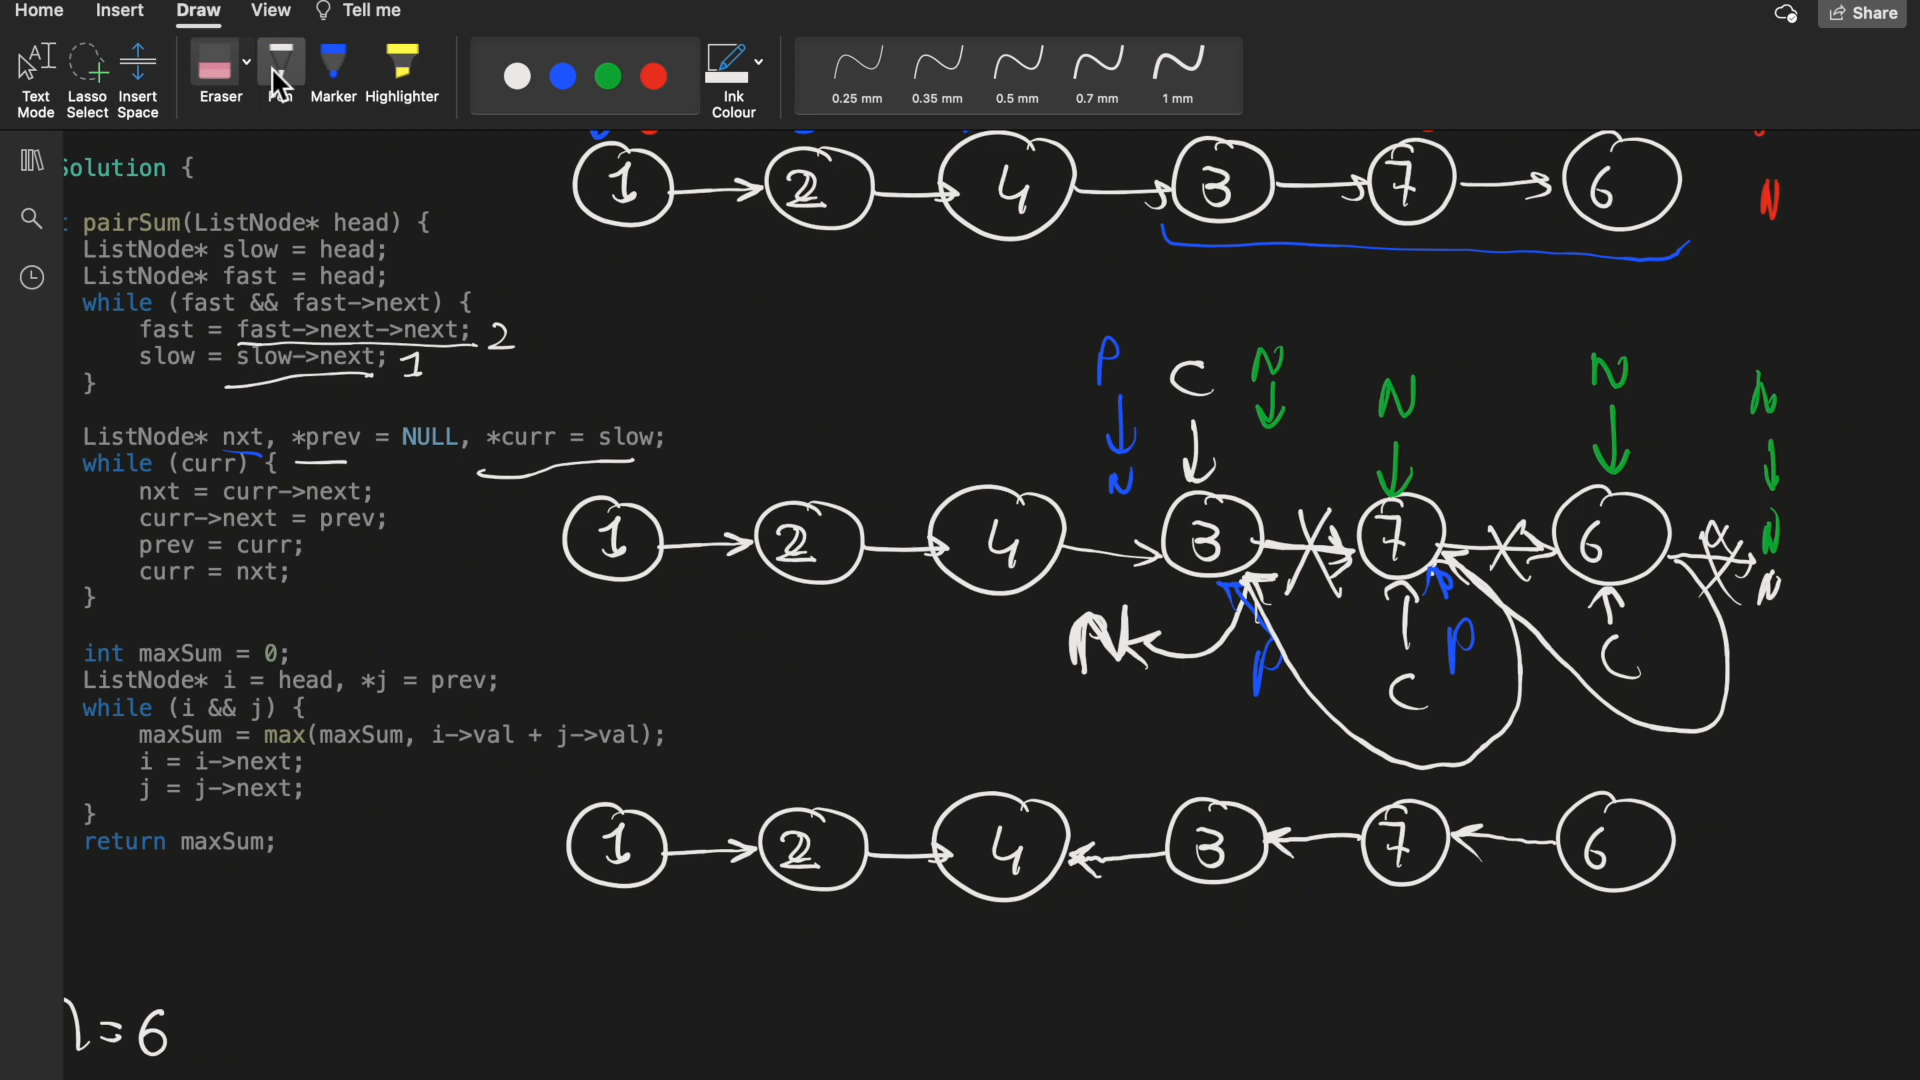 Home Insert Draw View Tell me Share
Text Mode Lasso Select Insert Space Eraser Marker Highlighter Ink Colour 0.25 mm 0.35 mm 0.5 mm 0.7 mm 1 mm
Solution {
pairSum(ListNode* head) {
ListNode* slow = head;
ListNode* fast = head;
while (fast && fast->next) {
fast = fast->next->next; 2
slow = slow->next; 1
}
ListNode* nxt, *prev = NULL, *curr = slow;
while (curr) {
nxt = curr->next;
curr->next = prev;
prev = curr;
curr = nxt;
}
int maxSum = 0;
ListNode* i = head, *j = prev;
while (i && j) {
maxSum = max(maxSum, i->val + j->val);
i = i->next;
j = j->next;
}
return maxSum;
=6
1 2 4 3 7 6 N
P C N N N N
N
1 2 4 3 7 6 N
N
N P C P C
1 2 4 3 7 6